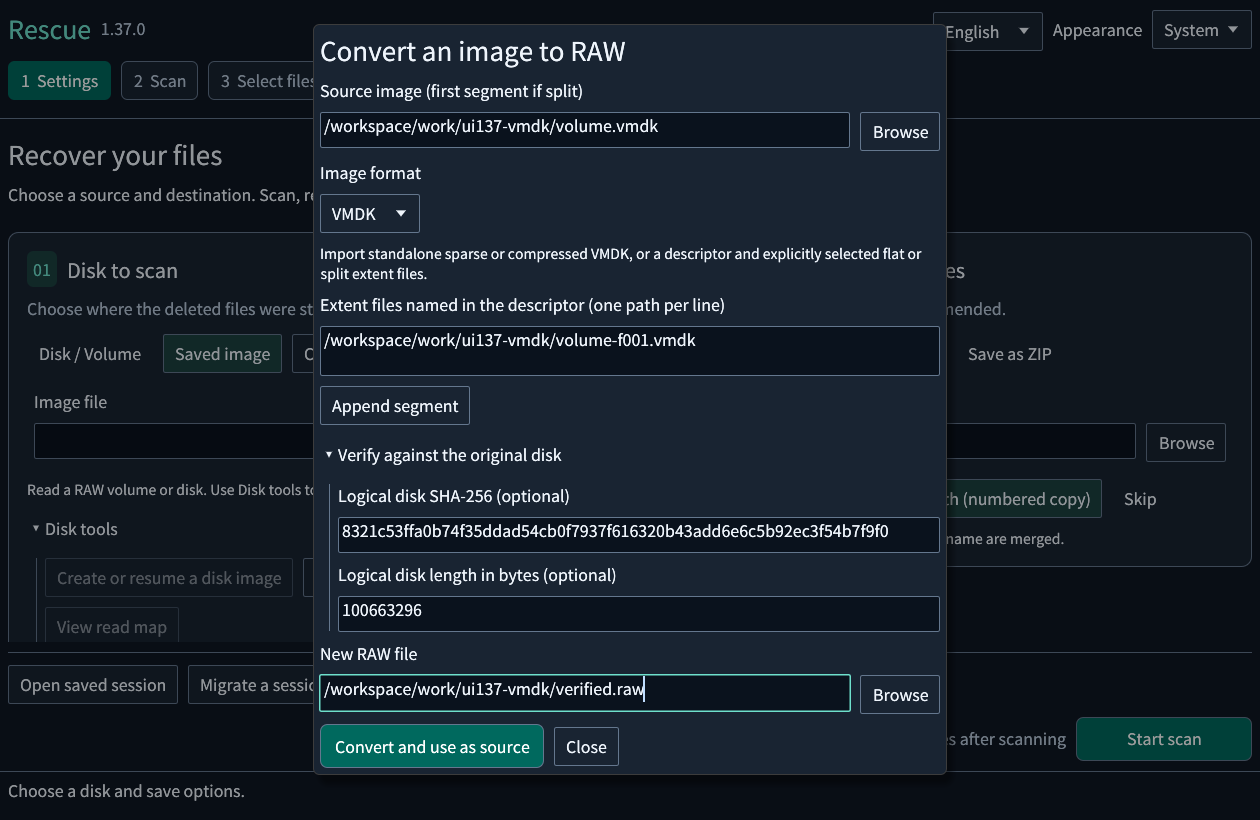 Rescue 1.37.0
English
Appearance
System
1 Settings
2 Scan
3 Select files
Recover your files
Choose a source and destination. Scan,
01 Disk to scan
Choose where the deleted files were
Disk / Volume
Saved image
Image file
Read a RAW volume or disk. Use Disk tools
Disk tools
Create or resume a disk image
View read map
Open saved session
Migrate a
Convert an image to RAW
Source image (first segment if split)
/workspace/work/ui137-vmdk/volume.vmdk
Browse
Image format
VMDK
Import standalone sparse or compressed VMDK, or a descriptor and explicitly selected flat or
split extent files.
Extent files named in the descriptor (one path per line)
/workspace/work/ui137-vmdk/volume-f001.vmdk
Append segment
Verify against the original disk
Logical disk SHA-256 (optional)
8321c53ffa0b74f35ddad54cb0f7937f616320b43add6e6c5b92ec3f54b7f9f0
Logical disk length in bytes (optional)
100663296
New RAW file
/workspace/work/ui137-vmdk/verified.raw
Browse
Convert and use as source
Close
Save as ZIP
Browse
(numbered copy)
Skip
name are merged.
after scanning
Start scan
Choose a disk and save options.